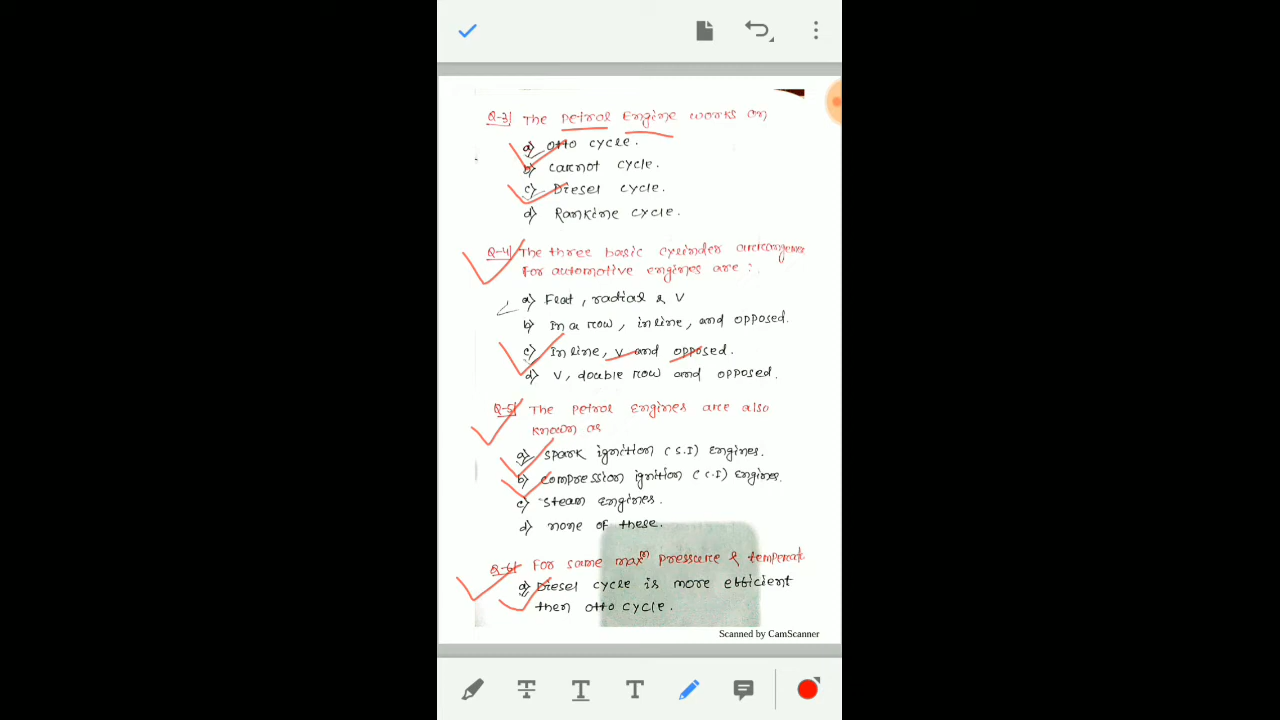 Q-3| The Petrol Engine works on
a) Otto cycle.
b) carnot cycle.
c) Diesel cycle.
d) Rankine cycle.
Q-4| The three basic cylinder
for automotive engines are :
a) Flat, radial & V
b) In a row, inline, and opposed.
c) Inline, V and opposed.
d) V, double row and opposed.
Q-5| The Petrol Engines are also
known as
a) Spark ignition (S.I) Engines.
b) Compression ignition (C.I) Engines.
c) Steam Engines.
d) none of these.
Q-6| For same maxm Pressure &
a) Diesel cycle is more efficient
then otto cycle.
Scanned by CamScanner
T T T